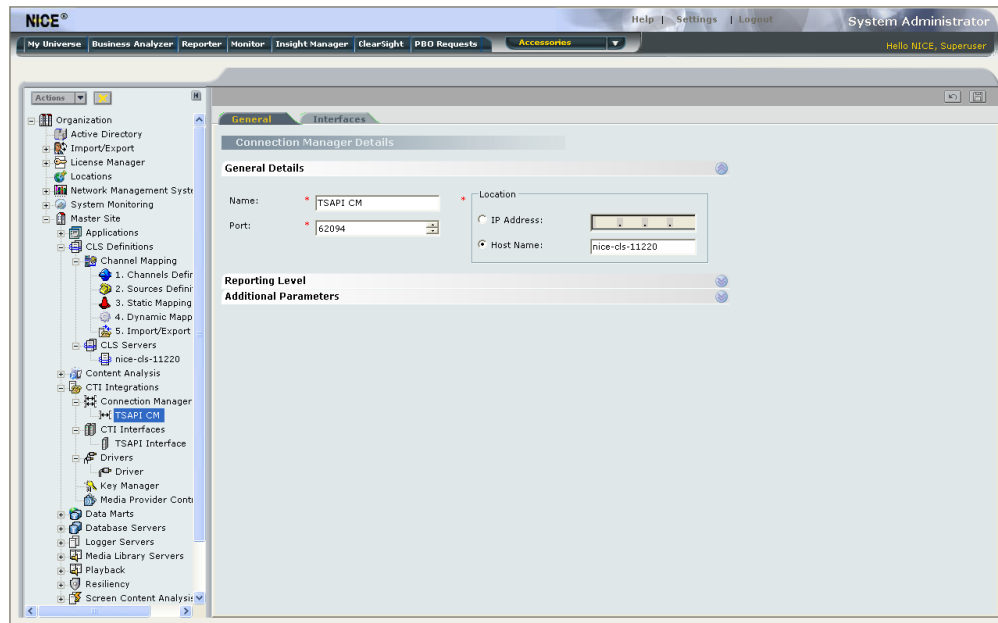 NICE®
Help | Settings | Logout
System Administrator
My Universe Business Analyzer Reporter Monitor Insight Manager ClearSight PBO Requests Accessories
Hello NICE, Superuser
Actions
Organization
Active Directory
Import/Export
License Manager
Locations
Network Management Syste
System Monitoring
Master Site
Applications
CLS Definitions
Channel Mapping
1. Channels Defir
2. Sources Defini
3. Static Mapping
4. Dynamic Mapp
5. Import/Export
CLS Servers
nice-cls-11220
Content Analysis
CTI Integrations
Connection Manager
TSAPI CM
CTI Interfaces
TSAPI Interface
Drivers
Driver
Key Manager
Media Provider Conti
Data Marts
Database Servers
Logger Servers
Media Library Servers
Playback
Resiliency
Screen Content Analysis
General Interfaces
Connection Manager Details
General Details
Name: * TSAPI CM
Port: * 62094
* Location
IP Address: . . .
Host Name: nice-cls-11220
Reporting Level
Additional Parameters